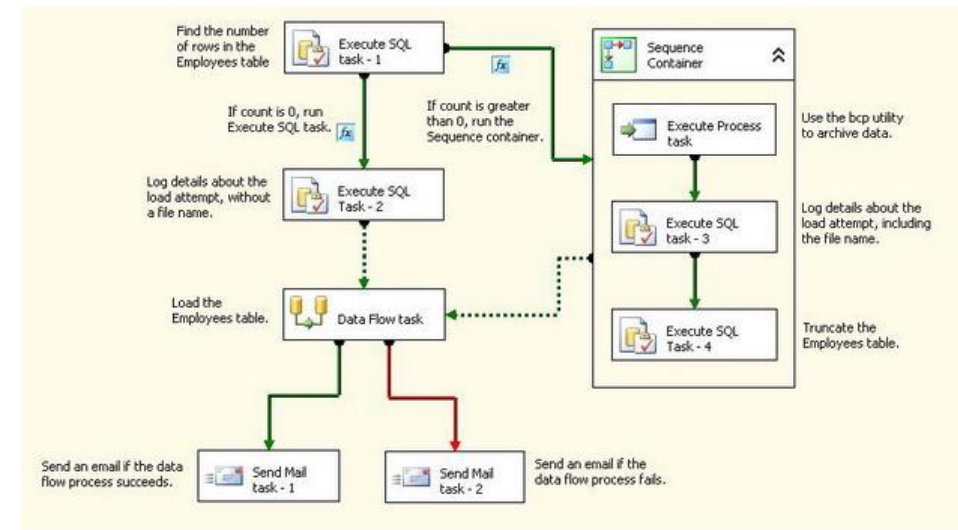 Find the number
of rows in the
Employees table
Execute SQL
task - 1
fx
Sequence
Container
If count is 0, run
Execute SQL task.
fx
If count is greater
than 0, run the
Sequence container.
Execute Process
task
Use the bcp utility
to archive data.
Log details about the
load attempt, without
a file name.
Execute SQL
Task - 2
Execute SQL
task - 3
Log details about the
load attempt, including
the file name.
Load the
Employees table.
Data Flow task
Execute SQL
Task - 4
Truncate the
Employees table.
Send an email if the data
flow process succeeds.
Send Mail
task - 1
Send Mail
task - 2
Send an email if the
data flow process fails.